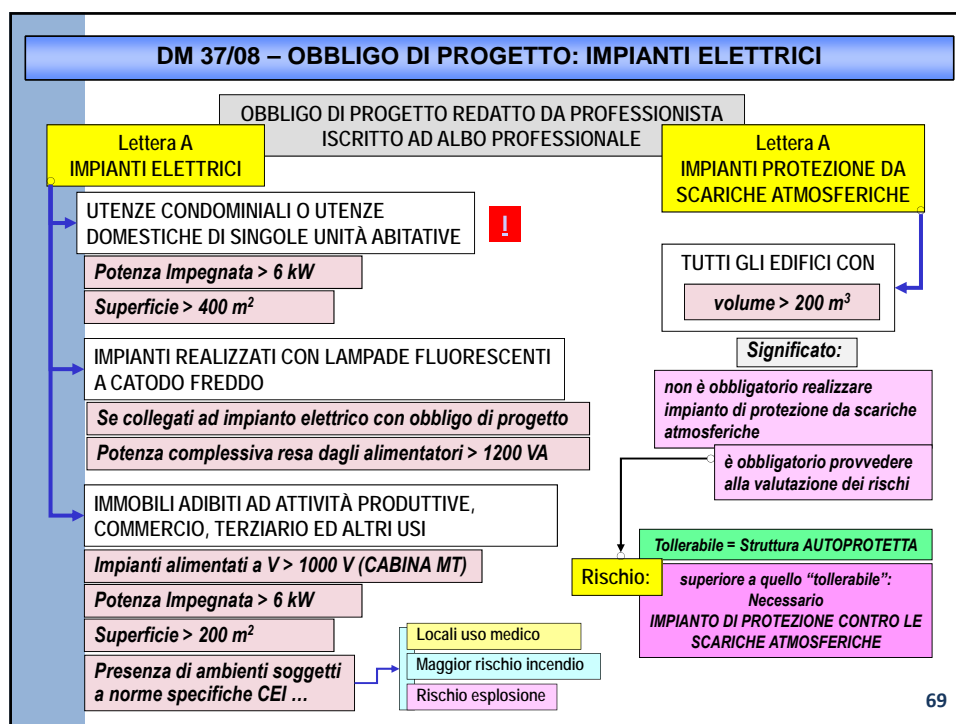 DM 37/08 – OBBLIGO DI PROGETTO: IMPIANTI ELETTRICI
OBBLIGO DI PROGETTO REDATTO DA PROFESSIONISTA
ISCRITTO AD ALBO PROFESSIONALE
Lettera A
IMPIANTI ELETTRICI
UTENZE CONDOMINIALI O UTENZE
DOMESTICHE DI SINGOLE UNITÀ ABITATIVE
!
Potenza Impegnata > 6 kW
Superficie > 400 m²
IMPIANTI REALIZZATI CON LAMPADE FLUORESCENTI
A CATODO FREDDO
Se collegati ad impianto elettrico con obbligo di progetto
Potenza complessiva resa dagli alimentatori > 1200 VA
IMMOBILI ADIBITI AD ATTIVITÀ PRODUTTIVE,
COMMERCIO, TERZIARIO ED ALTRI USI
Impianti alimentati a V > 1000 V (CABINA MT)
Potenza Impegnata > 6 kW
Superficie > 200 m²
Presenza di ambienti soggetti
a norme specifiche CEI …
Locali uso medico
Maggior rischio incendio
Rischio esplosione
Lettera A
IMPIANTI PROTEZIONE DA
SCARICHE ATMOSFERICHE
TUTTI GLI EDIFICI CON
volume > 200 m³
Significato:
non è obbligatorio realizzare
impianto di protezione da scariche
atmosferiche
è obbligatorio provvedere
alla valutazione dei rischi
Rischio:
Tollerabile = Struttura AUTOPROTETTA
superiore a quello “tollerabile”:
Necessario
IMPIANTO DI PROTEZIONE CONTRO LE
SCARICHE ATMOSFERICHE
69